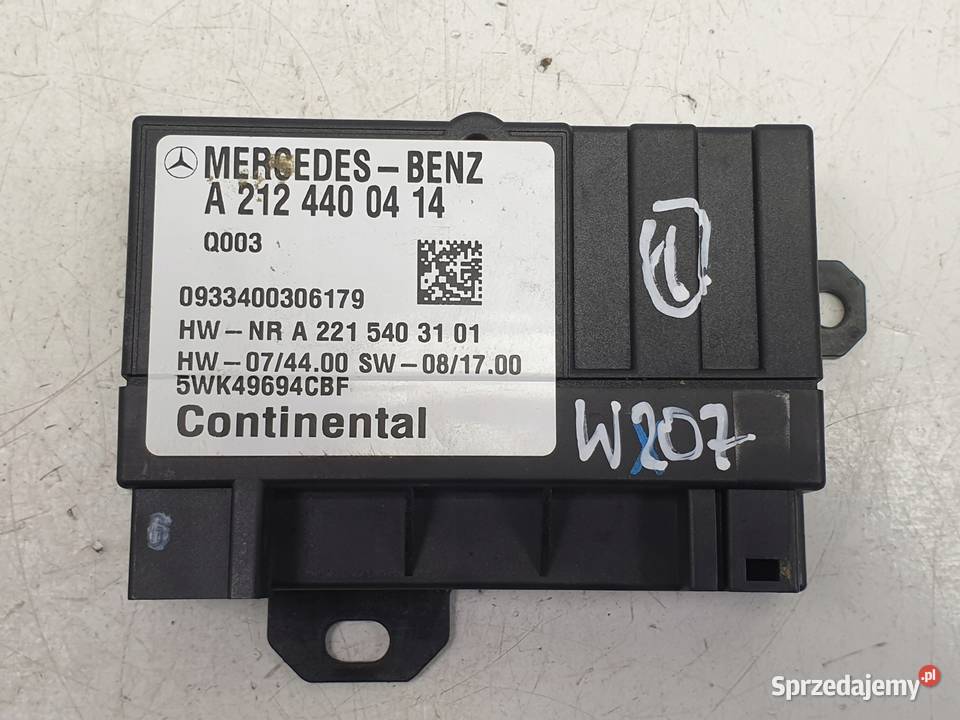 MERCEDES-BENZ
A 212 440 04 14
Q003
0933400306179
HW-NR A 221 540 31 01
HW-07/44.00 SW-08/17.00
5WK49694CBF
Continental
W207
Sprzedajemy.pl